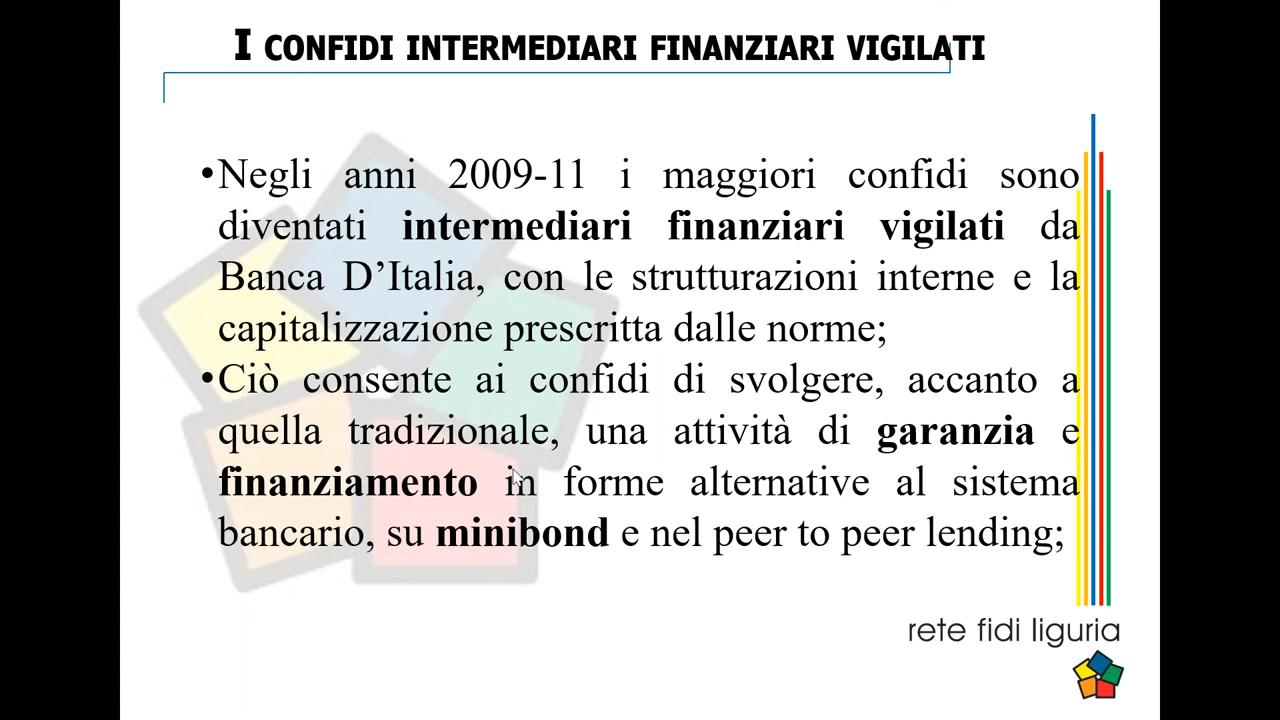 I CONFIDI INTERMEDIARI FINANZIARI VIGILATI
•Negli anni 2009-11 i maggiori confidi sono
diventati intermediari finanziari vigilati da
Banca D’Italia, con le strutturazioni interne e la
capitalizzazione prescritta dalle norme;
•Ciò consente ai confidi di svolgere, accanto a
quella tradizionale, una attività di garanzia e
finanziamento in forme alternative al sistema
bancario, su minibond e nel peer to peer lending;
rete fidi liguria